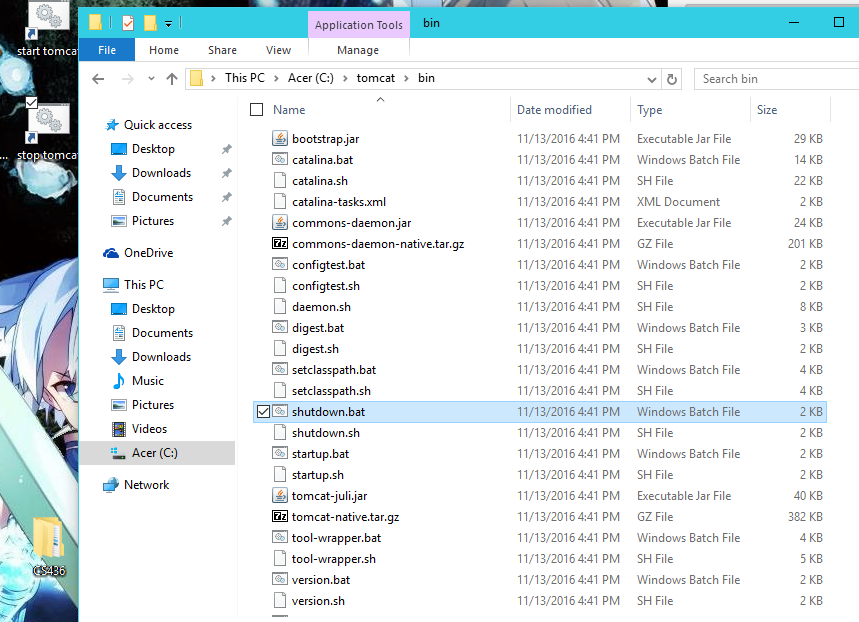 start tomca
stop tomca
...
CS436
Application Tools
bin
File
Home
Share
View
Manage
This PC
Acer (C:)
tomcat
bin
Search bin
Quick access
Desktop
Downloads
Documents
Pictures
OneDrive
This PC
Desktop
Documents
Downloads
Music
Pictures
Videos
Acer (C:)
Network
Name Date modified Type Size
bootstrap.jar 11/13/2016 4:41 PM Executable Jar File 29 KB
catalina.bat 11/13/2016 4:41 PM Windows Batch File 14 KB
catalina.sh 11/13/2016 4:41 PM SH File 22 KB
catalina-tasks.xml 11/13/2016 4:41 PM XML Document 2 KB
commons-daemon.jar 11/13/2016 4:41 PM Executable Jar File 24 KB
7z commons-daemon-native.tar.gz 11/13/2016 4:41 PM GZ File 201 KB
configtest.bat 11/13/2016 4:41 PM Windows Batch File 2 KB
configtest.sh 11/13/2016 4:41 PM SH File 2 KB
daemon.sh 11/13/2016 4:41 PM SH File 8 KB
digest.bat 11/13/2016 4:41 PM Windows Batch File 3 KB
digest.sh 11/13/2016 4:41 PM SH File 2 KB
setclasspath.bat 11/13/2016 4:41 PM Windows Batch File 4 KB
setclasspath.sh 11/13/2016 4:41 PM SH File 4 KB
shutdown.bat 11/13/2016 4:41 PM Windows Batch File 2 KB
shutdown.sh 11/13/2016 4:41 PM SH File 2 KB
startup.bat 11/13/2016 4:41 PM Windows Batch File 2 KB
startup.sh 11/13/2016 4:41 PM SH File 2 KB
tomcat-juli.jar 11/13/2016 4:41 PM Executable Jar File 40 KB
7z tomcat-native.tar.gz 11/13/2016 4:41 PM GZ File 382 KB
tool-wrapper.bat 11/13/2016 4:41 PM Windows Batch File 4 KB
tool-wrapper.sh 11/13/2016 4:41 PM SH File 5 KB
version.bat 11/13/2016 4:41 PM Windows Batch File 2 KB
version.sh 11/13/2016 4:41 PM SH File 2 KB